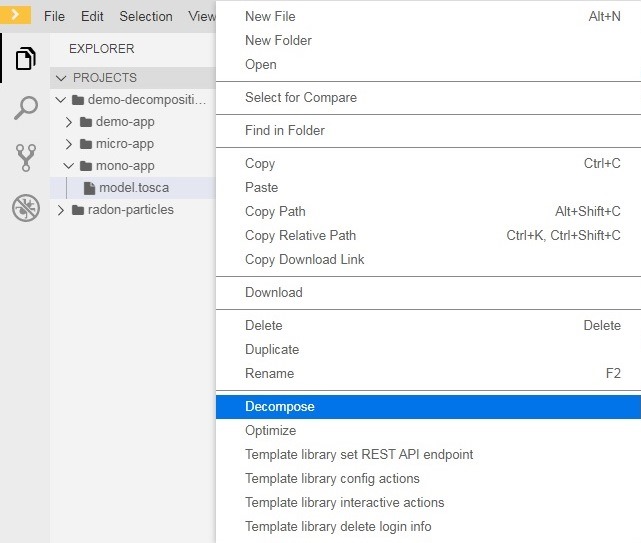 File Edit Selection View
EXPLORER
PROJECTS
demo-decompositi...
demo-app
micro-app
mono-app
model.tosca
radon-particles
New File Alt+N
New Folder
Open
Select for Compare
Find in Folder
Copy Ctrl+C
Paste
Copy Path Alt+Shift+C
Copy Relative Path Ctrl+K, Ctrl+Shift+C
Copy Download Link
Download
Delete Delete
Duplicate
Rename F2
Decompose
Optimize
Template library set REST API endpoint
Template library config actions
Template library interactive actions
Template library delete login info